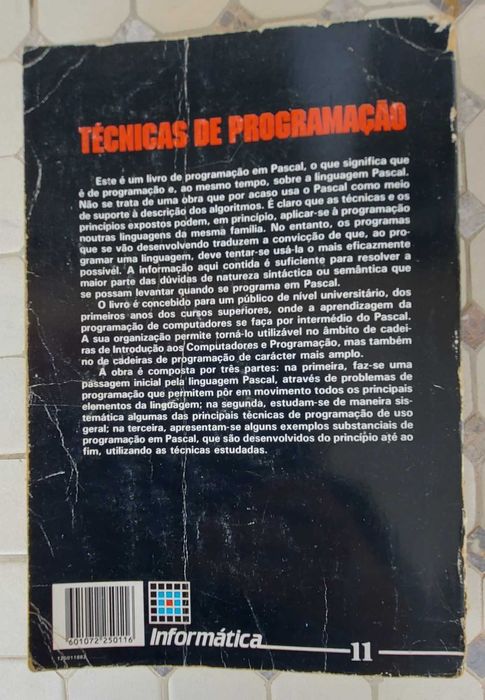 TÉCNICAS DE PROGRAMAÇÃO
Este é um livro de programação em Pascal, o que significa que
é de programação e, ao mesmo tempo, sobre a linguagem Pascal.
Não se trata de uma obra que por acaso usa o Pascal como meio
de suporte à descrição dos algoritmos. É claro que as técnicas e os
princípios expostos podem, em princípio, aplicar-se à programação
noutras linguagens da mesma família. No entanto, os programas
que se vão desenvolvendo traduzem a convicção de que, ao pro-
gramar uma linguagem, deve tentar-se usá-la o mais eficazmente
possível. A informação aqui contida é suficiente para resolver a
maior parte das dúvidas de natureza sintáctica ou semântica que
se possam levantar quando se programa em Pascal.
O livro é concebido para um público de nível universitário, dos
primeiros anos dos cursos superiores, onde a aprendizagem da
programação de computadores se faça por intermédio do Pascal.
A sua organização permite torná-lo utilizável no âmbito de cadei-
ras de Introdução aos Computadores e Programação, mas também
no de cadeiras de programação de carácter mais amplo.
A obra é composta por três partes: na primeira, faz-se uma
passagem inicial pela linguagem Pascal, através de problemas de
programação que permitem pôr em movimento todos os principais
elementos da linguagem; na segunda, estudam-se de maneira sis-
temática algumas das principais técnicas de programação de uso
geral; na terceira, apresentam-se alguns exemplos substanciais de
programação em Pascal, que são desenvolvidos do princípio até ao
fim, utilizando as técnicas estudadas.
601072 250116
Informática
11